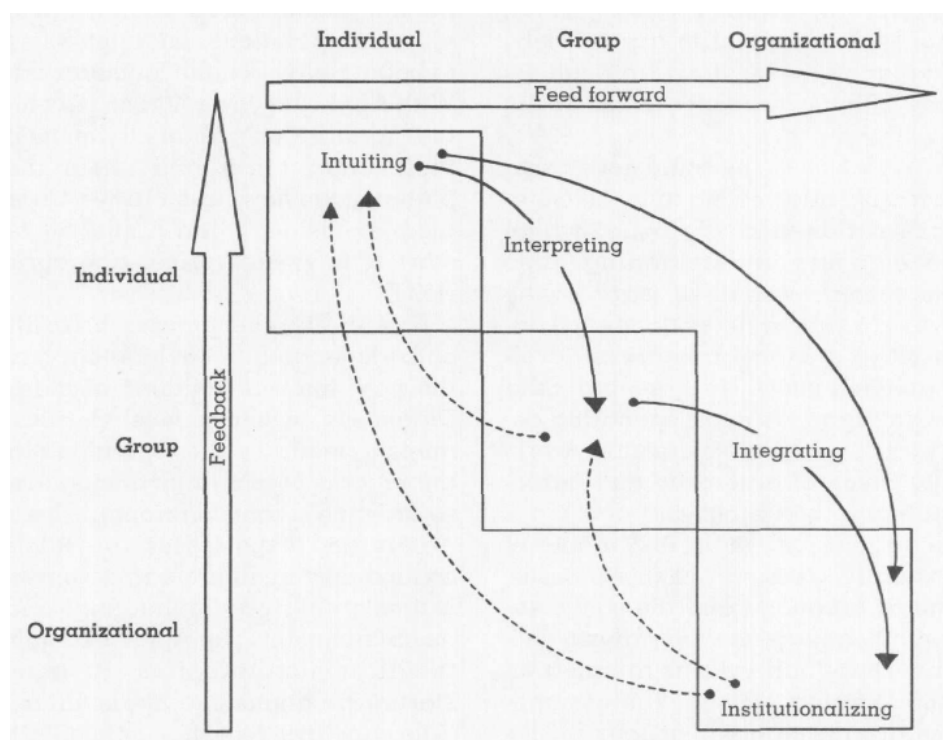 Individual
Group
Organizational
Feed forward
Intuiting
Interpreting
Individual
Feedback
Group
Integrating
Organizational
Institutionalizing